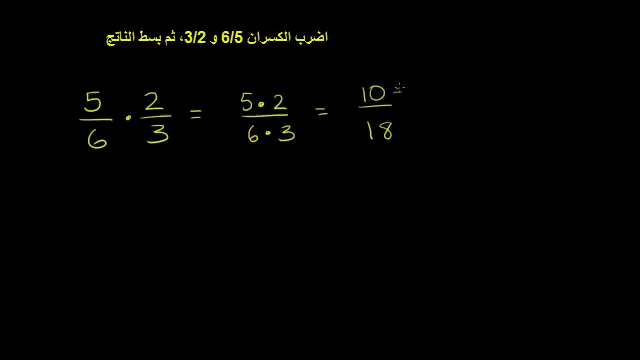 اضرب الكسران 6/5 و 3/2، ثم بسط الناتج
5/6 · 2/3 = 5·2/6·3 = 10/18